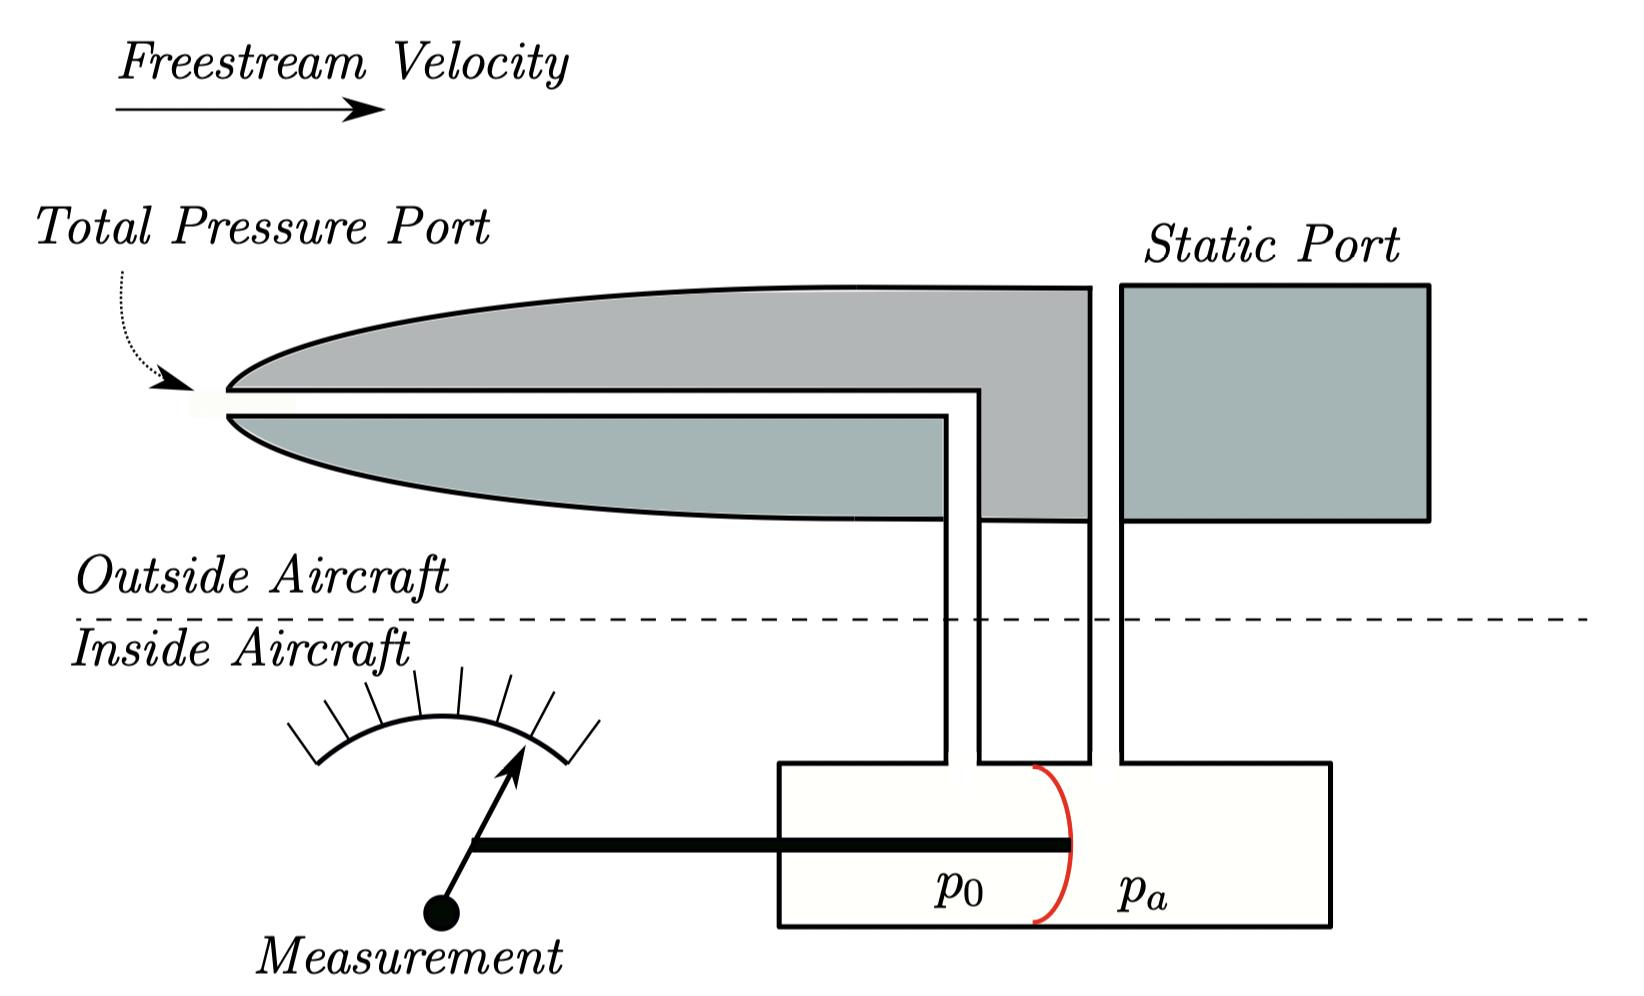 Freestream Velocity
Total Pressure Port
Static Port
Outside Aircraft
Inside Aircraft
p₀
pₐ
Measurement